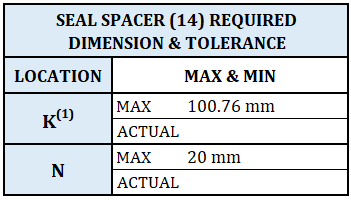 SEAL SPACER (14) REQUIRED
DIMENSION & TOLERANCE
LOCATION MAX & MIN
K(1) MAX 100.76 mm
ACTUAL
N MAX 20 mm
ACTUAL